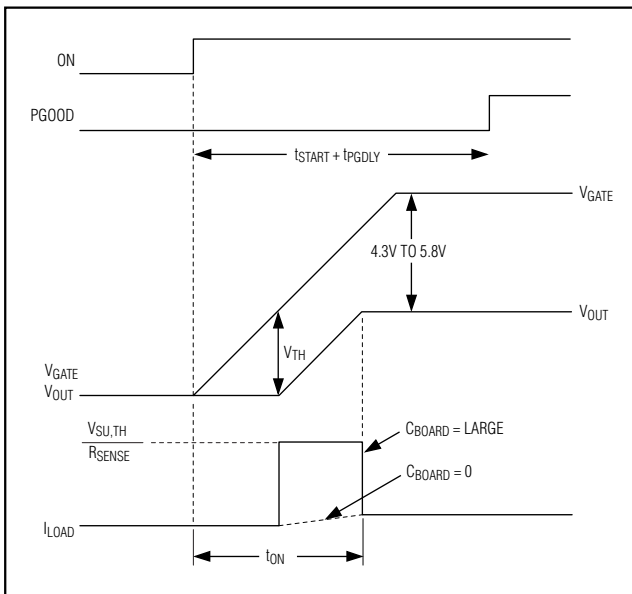 ON
PGOOD
tSTART + tPGDLY
VGATE
4.3V TO 5.8V
VOUT
VTH
VGATE
VOUT
VSU,TH
RSENSE
CBOARD = LARGE
CBOARD = 0
ILOAD
tON